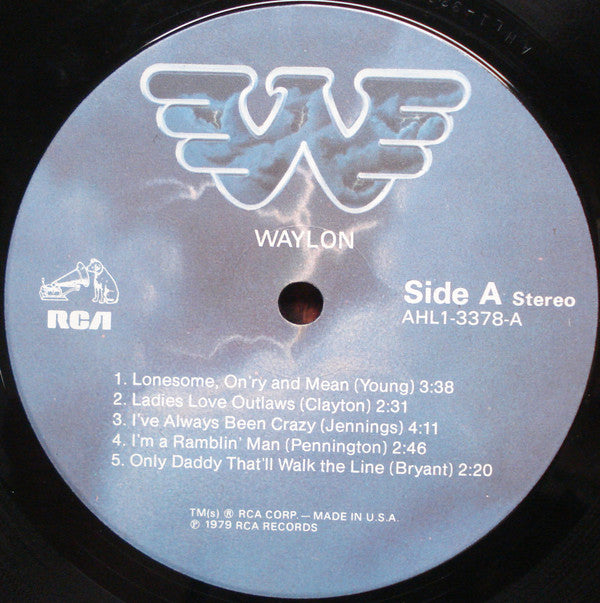 AHL1-33
WAYLON
Side A Stereo
AHL1-3378-A
RCA
1. Lonesome, On'ry and Mean (Young) 3:38
2. Ladies Love Outlaws (Clayton) 2:31
3. I've Always Been Crazy (Jennings) 4:11
4. I'm a Ramblin' Man (Pennington) 2:46
5. Only Daddy That'll Walk the Line (Bryant) 2:20
TM(s) ® RCA CORP. — MADE IN U.S.A.
℗ 1979 RCA RECORDS